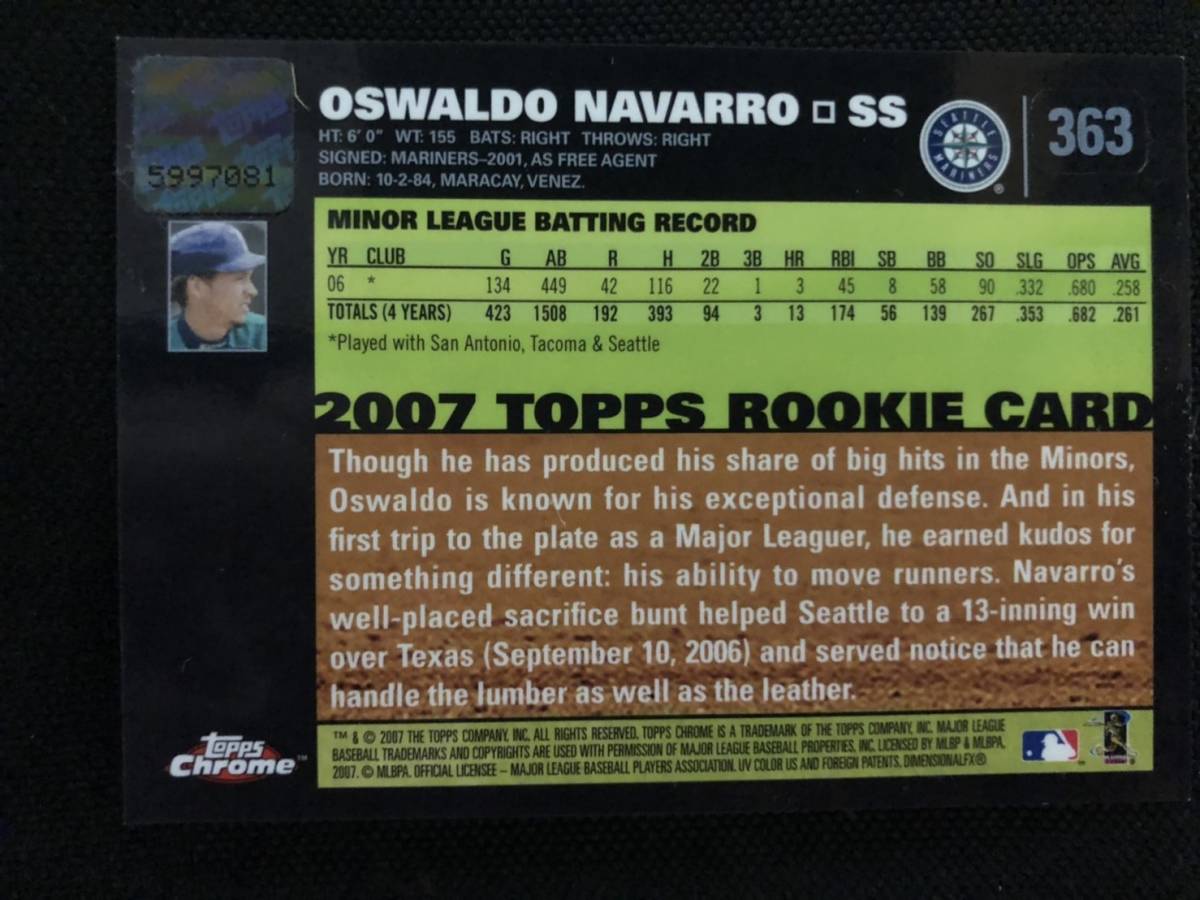 5997081
OSWALDO NAVARRO □ SS
HT: 6' 0" WT: 155 BATS: RIGHT THROWS: RIGHT
SIGNED: MARINERS–2001, AS FREE AGENT
BORN: 10-2-84, MARACAY, VENEZ.
SEATTLE MARINERS ®
363
MINOR LEAGUE BATTING RECORD
YR CLUB G AB R H 2B 3B HR RBI SB BB SO SLG OPS AVG
06 * 134 449 42 116 22 1 3 45 8 58 90 .332 .680 .258
TOTALS (4 YEARS) 423 1508 192 393 94 3 13 174 56 139 267 .353 .682 .261
*Played with San Antonio, Tacoma & Seattle
2007 TOPPS ROOKIE CARD
Though he has produced his share of big hits in the Minors,
Oswaldo is known for his exceptional defense. And in his
first trip to the plate as a Major Leaguer, he earned kudos for
something different: his ability to move runners. Navarro's
well-placed sacrifice bunt helped Seattle to a 13-inning win
over Texas (September 10, 2006) and served notice that he can
handle the lumber as well as the leather.
Topps Chrome™
™ & © 2007 THE TOPPS COMPANY, INC. ALL RIGHTS RESERVED. TOPPS CHROME IS A TRADEMARK OF THE TOPPS COMPANY, INC. MAJOR LEAGUE
BASEBALL TRADEMARKS AND COPYRIGHTS ARE USED WITH PERMISSION OF MAJOR LEAGUE BASEBALL PROPERTIES, INC. LICENSED BY MLBP & MLBPA,
2007. © MLBPA. OFFICIAL LICENSEE – MAJOR LEAGUE BASEBALL PLAYERS ASSOCIATION. UV COLOR US AND FOREIGN PATENTS. DIMENSIONALFX®